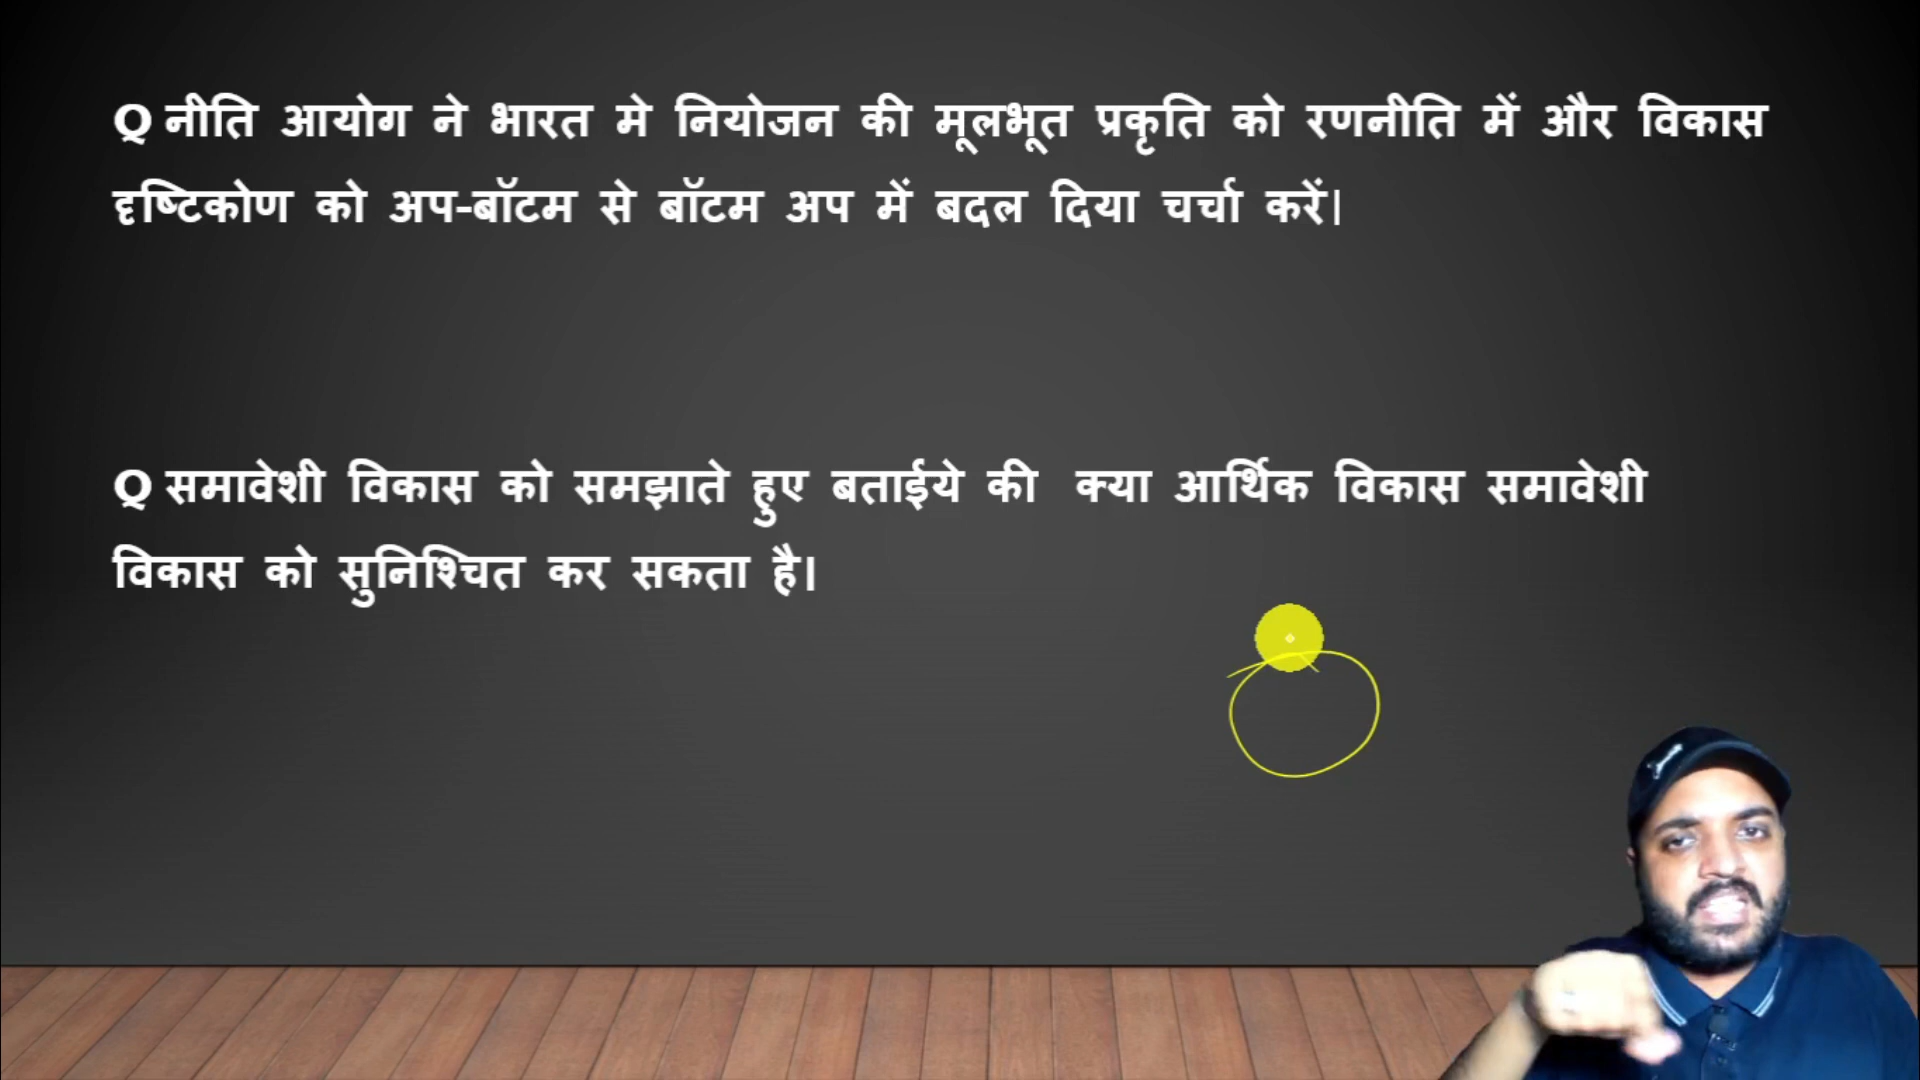 Q नीति आयोग ने भारत मे नियोजन की मूलभूत प्रकृति को रणनीति में और विकास
दृष्टिकोण को अप-बॉटम से बॉटम अप में बदल दिया चर्चा करें|
Q समावेशी विकास को समझाते हुए बताईये की क्या आर्थिक विकास समावेशी
विकास को सुनिश्चित कर सकता है।